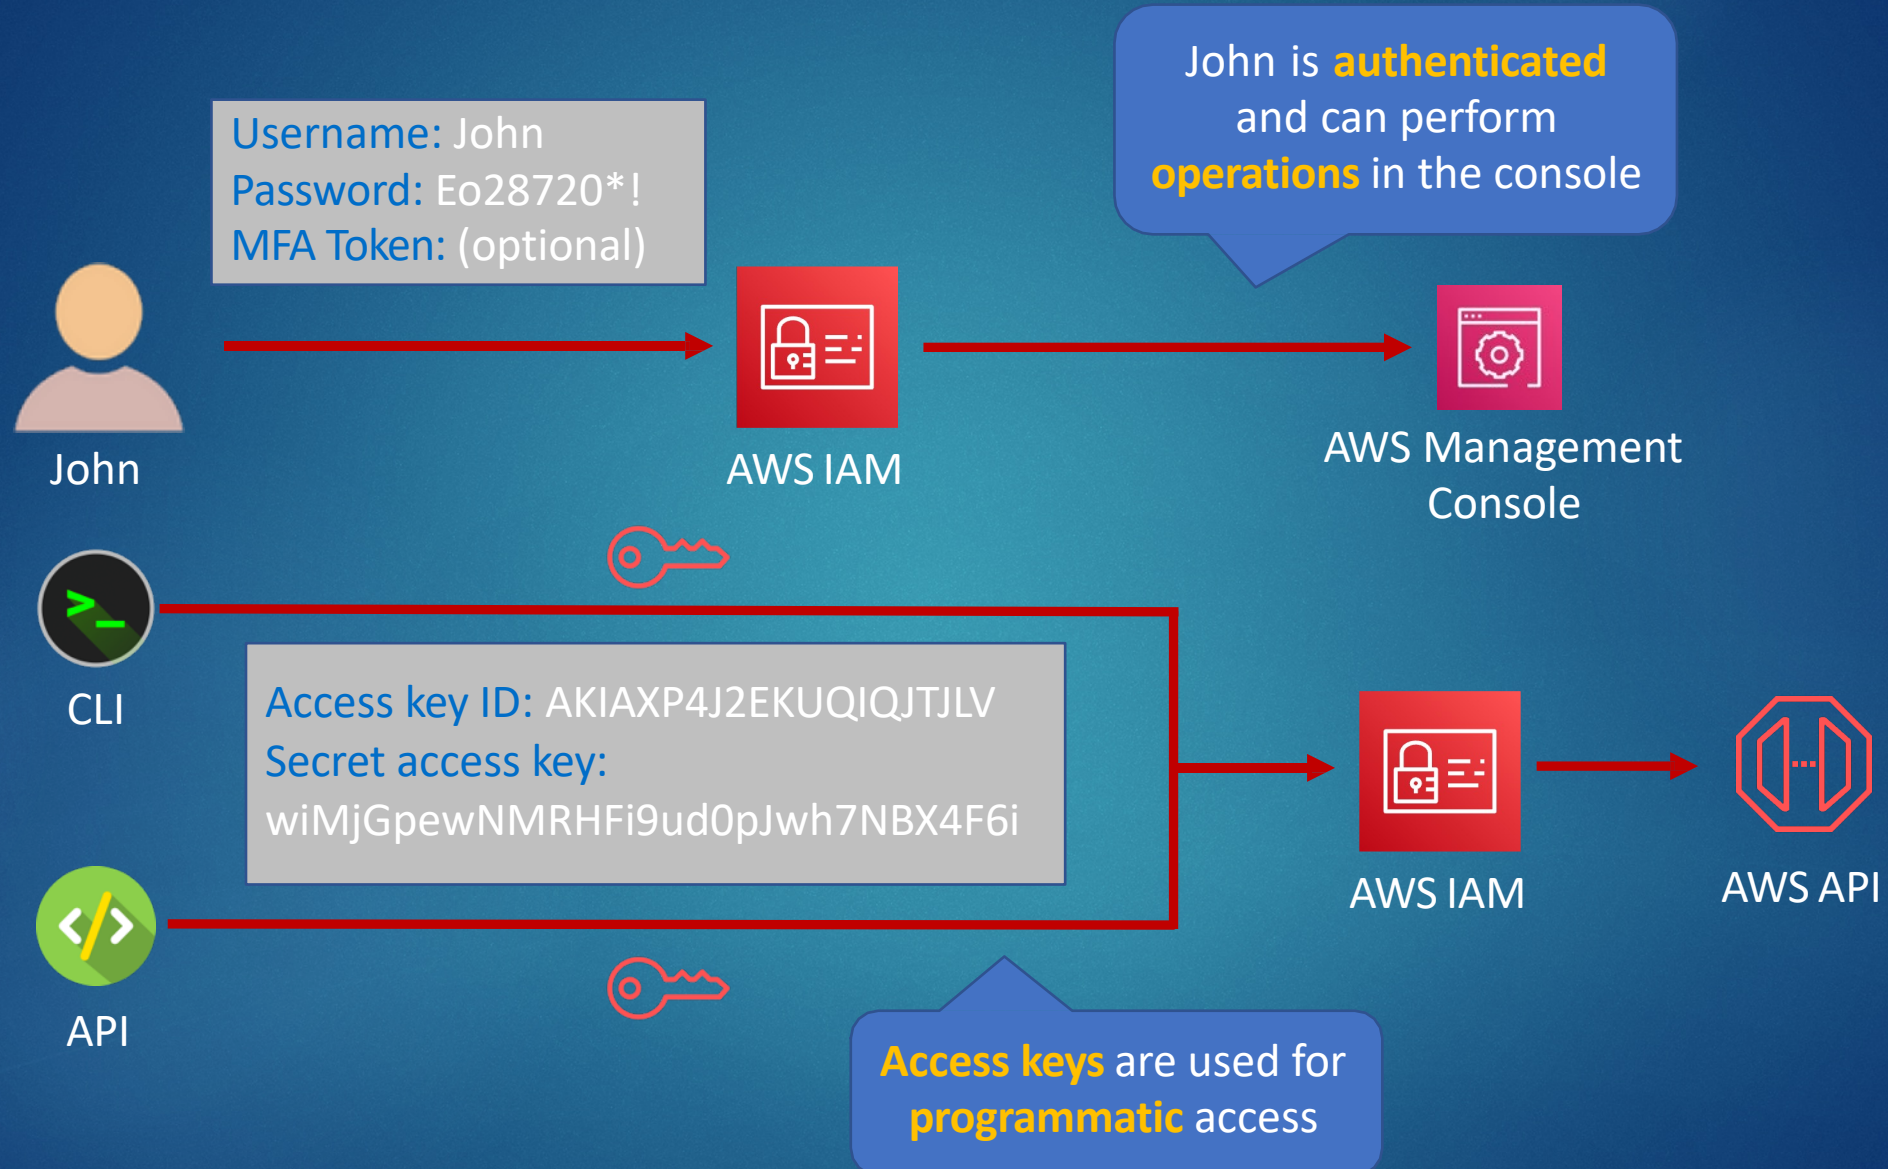 John is authenticated
and can perform
operations in the console
Username: John
Password: Eo28720*!
MFA Token: (optional)
John
AWS IAM
AWS Management
Console
>_
CLI
Access key ID: AKIAXP4J2EKUQIQJTJLV
Secret access key:
wiMjGpewNMRHFi9ud0pJwh7NBX4F6i
AWS IAM
AWS API
</>
API
Access keys are used for
programmatic access